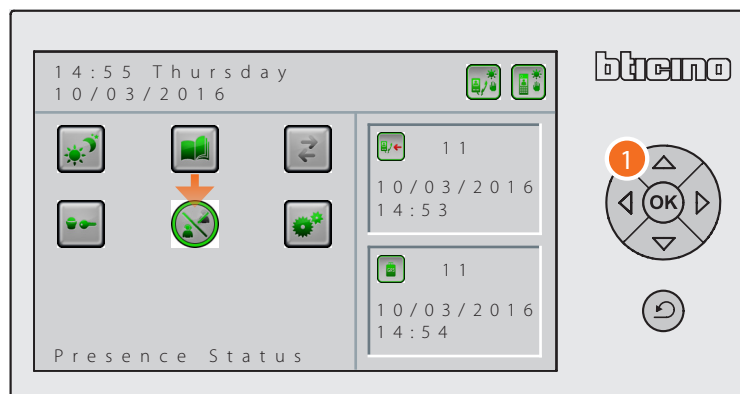 14:55 Thursday
10/03/2016
bticino
11
10/03/2016
14:53
11
10/03/2016
14:54
Presence Status
1
OK